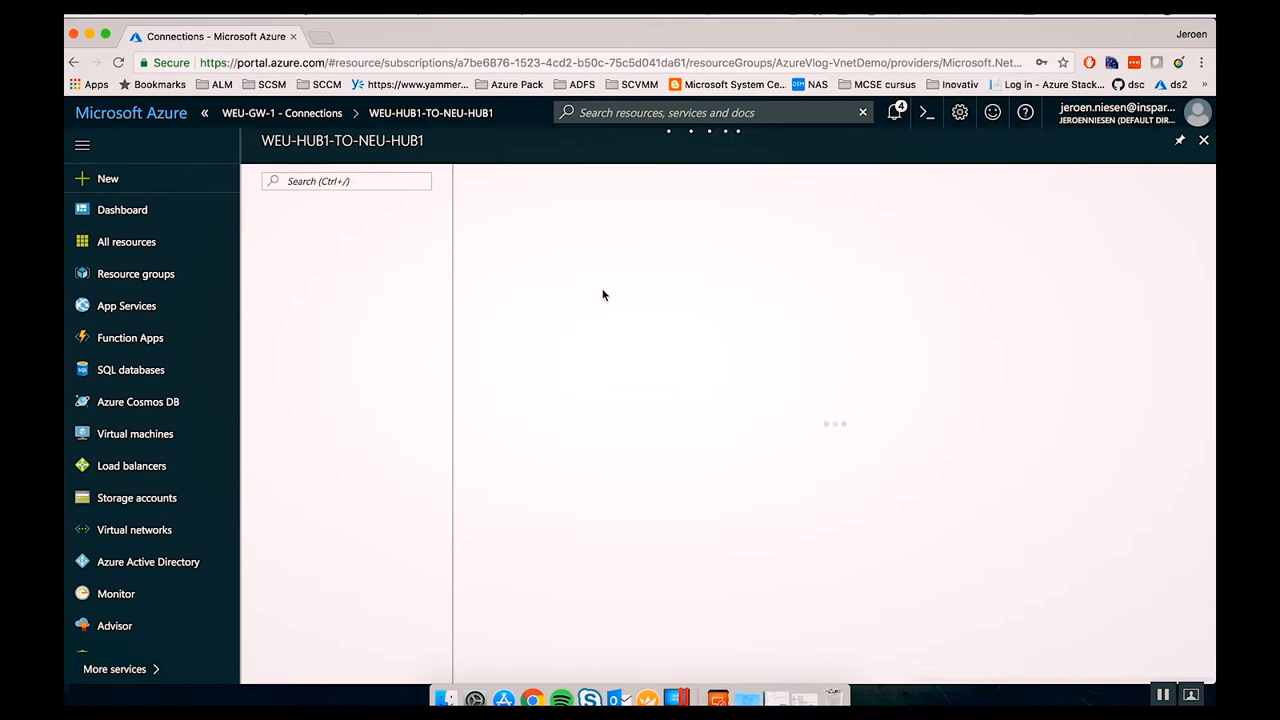 Connections - Microsoft Azure
Jeroen
Secure https://portal.azure.com/#resource/subscriptions/a7be6876-1523-4cd2-b50c-75c5d041da61/resourceGroups/AzureVlog-VnetDemo/providers/Microsoft.Net...
Apps Bookmarks ALM SCSM SCCM https://www.yammer... Azure Pack ADFS SCVMM Microsoft System Ce... NAS MCSE cursus Inovativ Log in - Azure Stack... dsc ds2
Microsoft Azure WEU-GW-1 - Connections WEU-HUB1-TO-NEU-HUB1 Search resources, services and docs 4 jeroen.niesen@inspar...
JEROENNIESEN (DEFAULT DIR...
WEU-HUB1-TO-NEU-HUB1
Search (Ctrl+/)
New
Dashboard
All resources
Resource groups
App Services
Function Apps
SQL databases
Azure Cosmos DB
Virtual machines
Load balancers
Storage accounts
Virtual networks
Azure Active Directory
Monitor
Advisor
More services